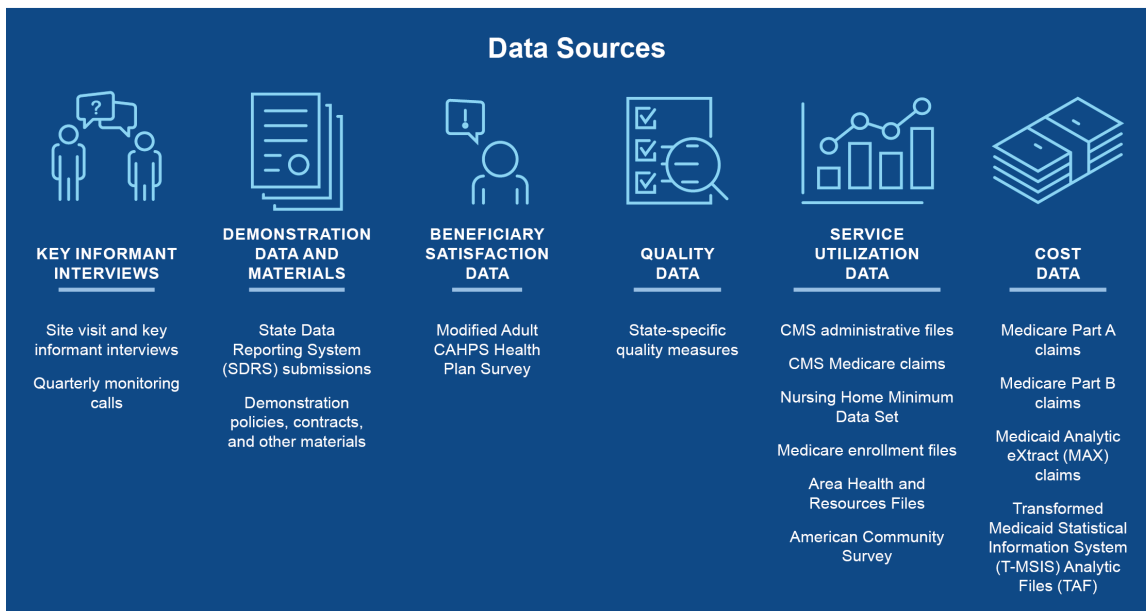 Data Sources
?
!
KEY INFORMANT
INTERVIEWS
Site visit and key
informant interviews
Quarterly monitoring
calls
DEMONSTRATION
DATA AND
MATERIALS
State Data
Reporting System
(SDRS) submissions
Demonstration
policies, contracts,
and other materials
BENEFICIARY
SATISFACTION
DATA
Modified Adult
CAHPS Health
Plan Survey
QUALITY
DATA
State-specific
quality measures
SERVICE
UTILIZATION
DATA
CMS administrative files
CMS Medicare claims
Nursing Home Minimum
Data Set
Medicare enrollment files
Area Health and
Resources Files
American Community
Survey
COST
DATA
Medicare Part A
claims
Medicare Part B
claims
Medicaid Analytic
eXtract (MAX)
claims
Transformed
Medicaid Statistical
Information System
(T-MSIS) Analytic
Files (TAF)